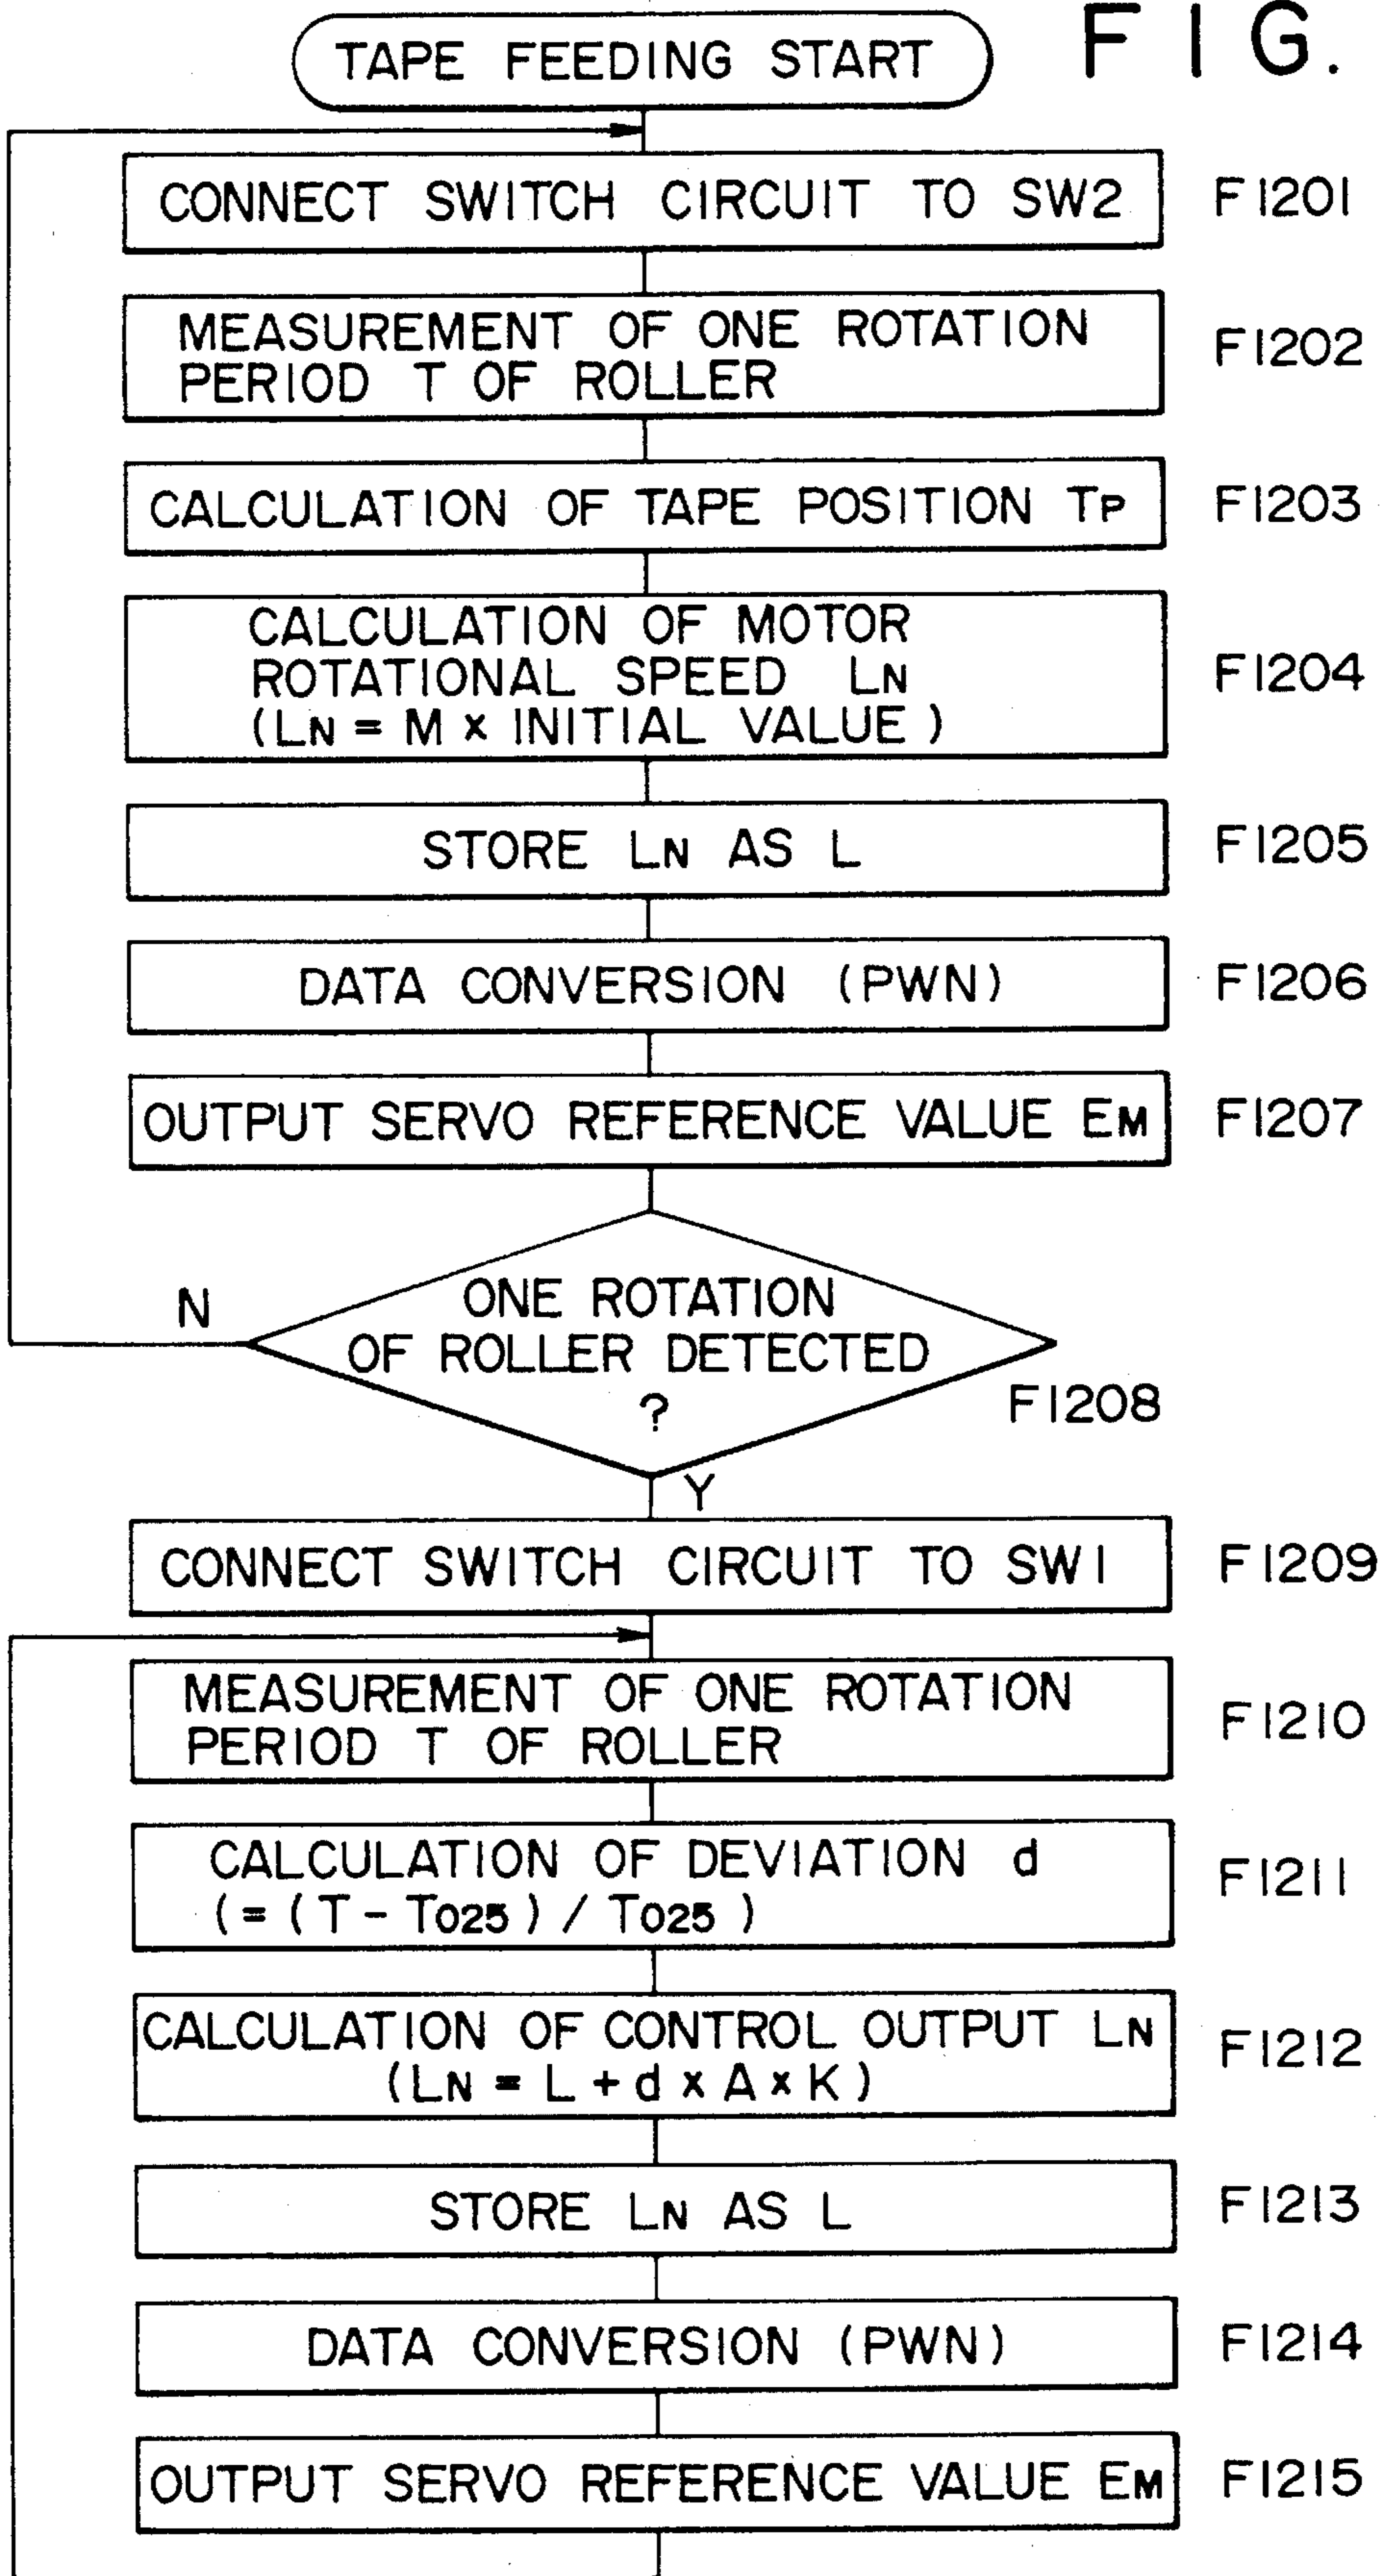 FIG.
TAPE FEEDING START
CONNECT SWITCH CIRCUIT TO SW2
F1201
MEASUREMENT OF ONE ROTATION
PERIOD T OF ROLLER
F1202
CALCULATION OF TAPE POSITION TP
F1203
CALCULATION OF MOTOR
ROTATIONAL SPEED LN
(LN = M × INITIAL VALUE)
F1204
STORE LN AS L
F1205
DATA CONVERSION (PWN)
F1206
OUTPUT SERVO REFERENCE VALUE EM
F1207
N
ONE ROTATION
OF ROLLER DETECTED
?
F1208
Y
CONNECT SWITCH CIRCUIT TO SW1
F1209
MEASUREMENT OF ONE ROTATION
PERIOD T OF ROLLER
F1210
CALCULATION OF DEVIATION d
(= (T - T025) / T025)
F1211
CALCULATION OF CONTROL OUTPUT LN
(LN = L + d × A × K)
F1212
STORE LN AS L
F1213
DATA CONVERSION (PWN)
F1214
OUTPUT SERVO REFERENCE VALUE EM
F1215